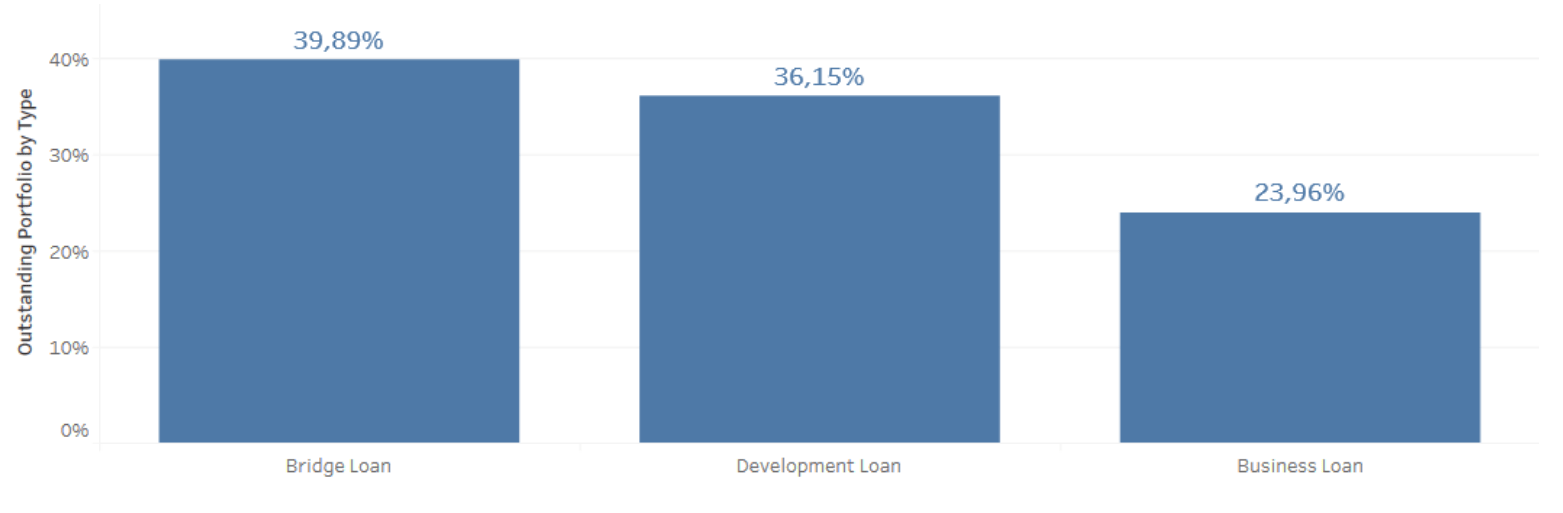 Outstanding Portfolio by Type
40%
30%
20%
10%
0%
39,89%
36,15%
23,96%
Bridge Loan
Development Loan
Business Loan